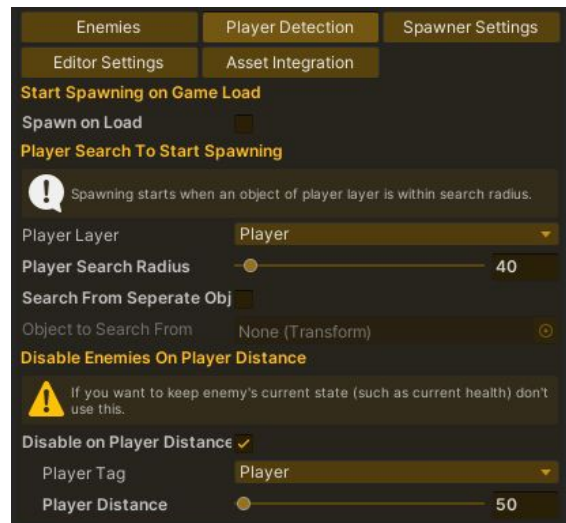 Enemies Player Detection Spawner Settings
Editor Settings Asset Integration
Start Spawning on Game Load
Spawn on Load
Player Search To Start Spawning
Spawning starts when an object of player layer is within search radius.
Player Layer Player
Player Search Radius 40
Search From Seperate Obj
Object to Search From None (Transform)
Disable Enemies On Player Distance
If you want to keep enemy's current state (such as current health) don't
use this.
Disable on Player Distance
Player Tag Player
Player Distance 50